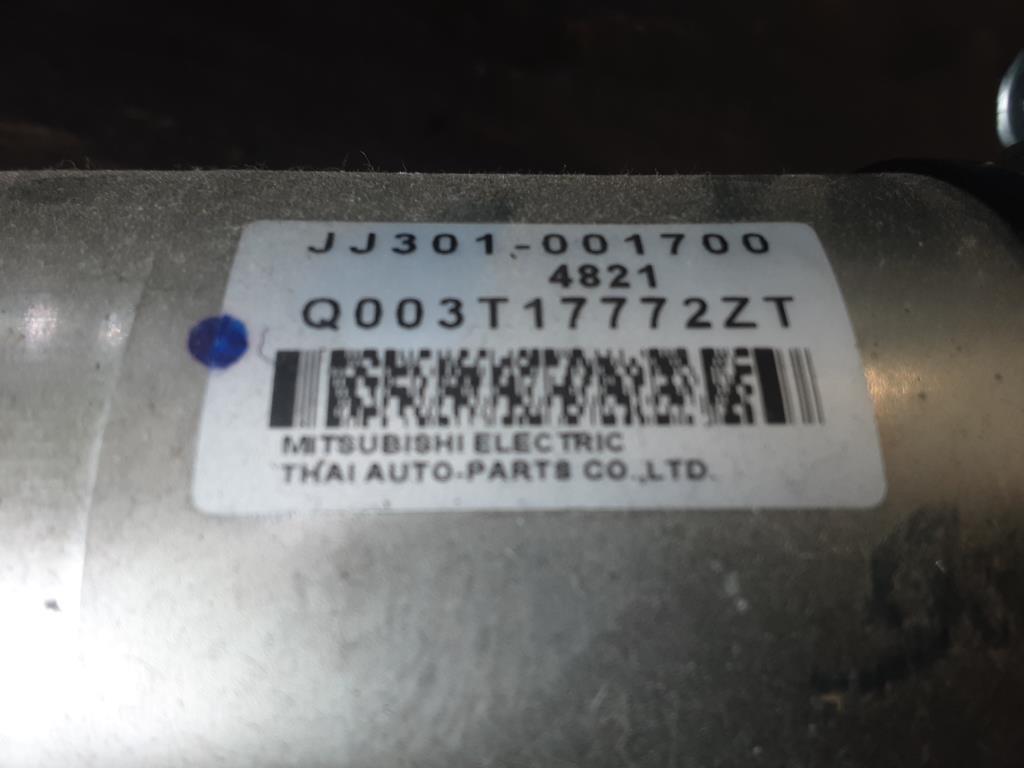 JJ301-001700
4821
Q003T17772ZT
MITSUBISHI ELECTRIC
THAI AUTO-PARTS CO.,LTD.